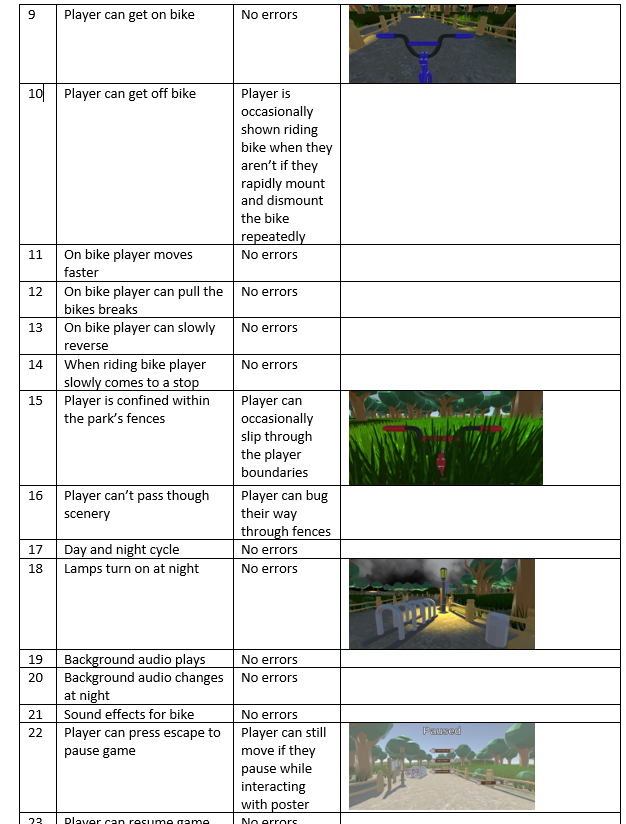 9 Player can get on bike No errors
10 Player can get off bike Player is
occasionally
shown riding
bike when they
aren't if they
rapidly mount
and dismount
the bike
repeatedly
11 On bike player moves No errors
faster
12 On bike player can pull the No errors
bikes breaks
13 On bike player can slowly No errors
reverse
14 When riding bike player No errors
slowly comes to a stop
15 Player is confined within Player can
the park's fences occasionally
slip through
the player
boundaries
16 Player can't pass though Player can bug
scenery their way
through fences
17 Day and night cycle No errors
18 Lamps turn on at night No errors
19 Background audio plays No errors
20 Background audio changes No errors
at night
21 Sound effects for bike No errors
22 Player can press escape to Player can still Paused
pause game move if they
pause while
interacting
with poster
23 Player can resume game No errors